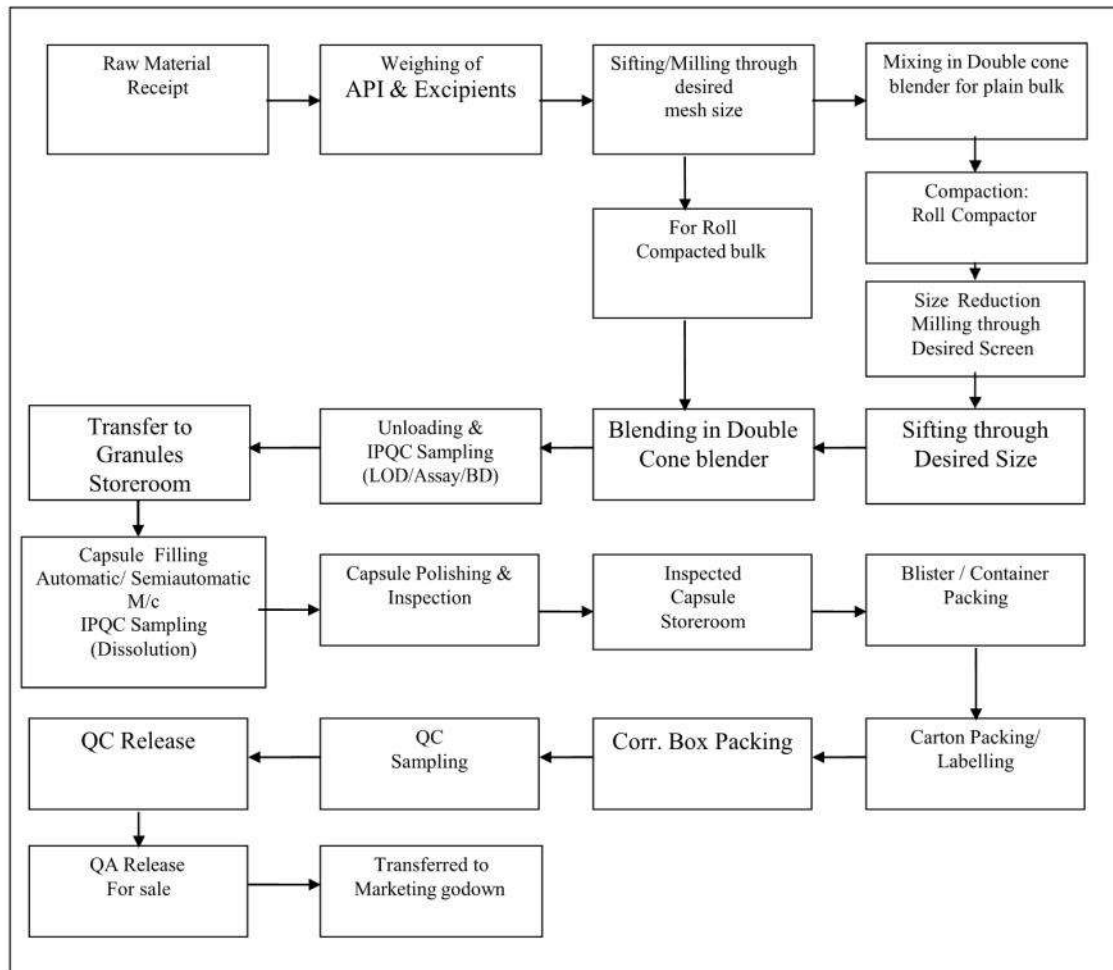 Raw Material
Receipt
Weighing of
API & Excipients
Sifting/Milling through
desired
mesh size
Mixing in Double cone
blender for plain bulk
Compaction:
Roll Compactor
For Roll
Compacted bulk
Size Reduction
Milling through
Desired Screen
Transfer to
Granules
Storeroom
Unloading &
IPQC Sampling
(LOD/Assay/BD)
Blending in Double
Cone blender
Sifting through
Desired Size
Capsule Filling
Automatic/ Semiautomatic
M/c
IPQC Sampling
(Dissolution)
Capsule Polishing &
Inspection
Inspected
Capsule
Storeroom
Blister / Container
Packing
QC Release
QC
Sampling
Corr. Box Packing
Carton Packing/
Labelling
QA Release
For sale
Transferred to
Marketing godown